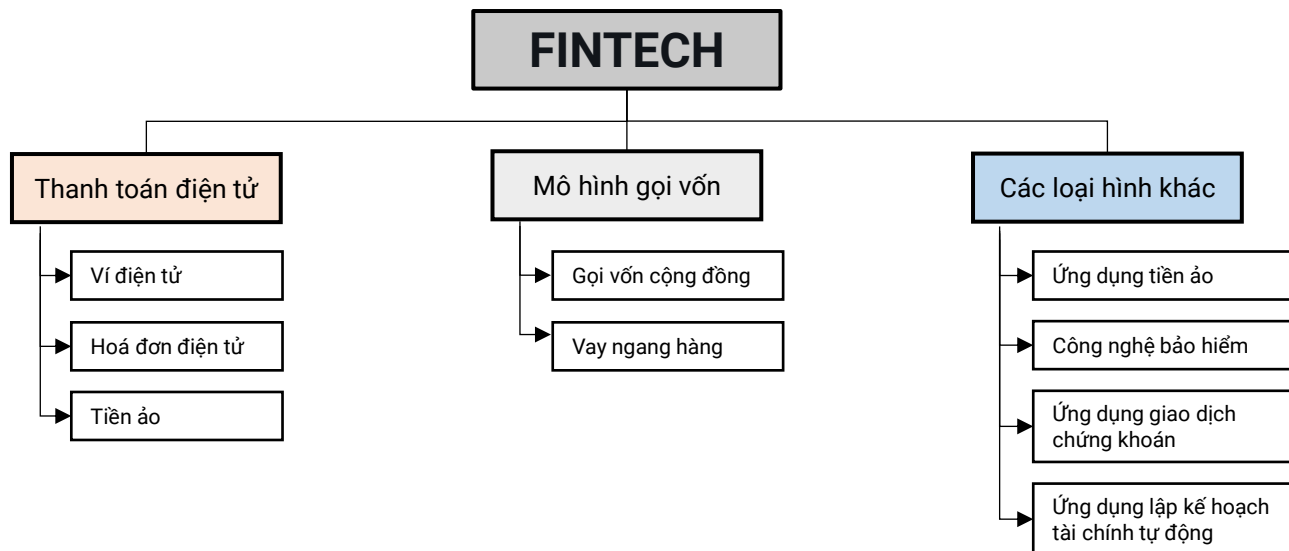 FINTECH
Thanh toán điện tử
Ví điện tử
Hoá đơn điện tử
Tiền ảo
Mô hình gọi vốn
Gọi vốn cộng đồng
Vay ngang hàng
Các loại hình khác
Ứng dụng tiền ảo
Công nghệ bảo hiểm
Ứng dụng giao dịch
chứng khoán
Ứng dụng lập kế hoạch
tài chính tự động